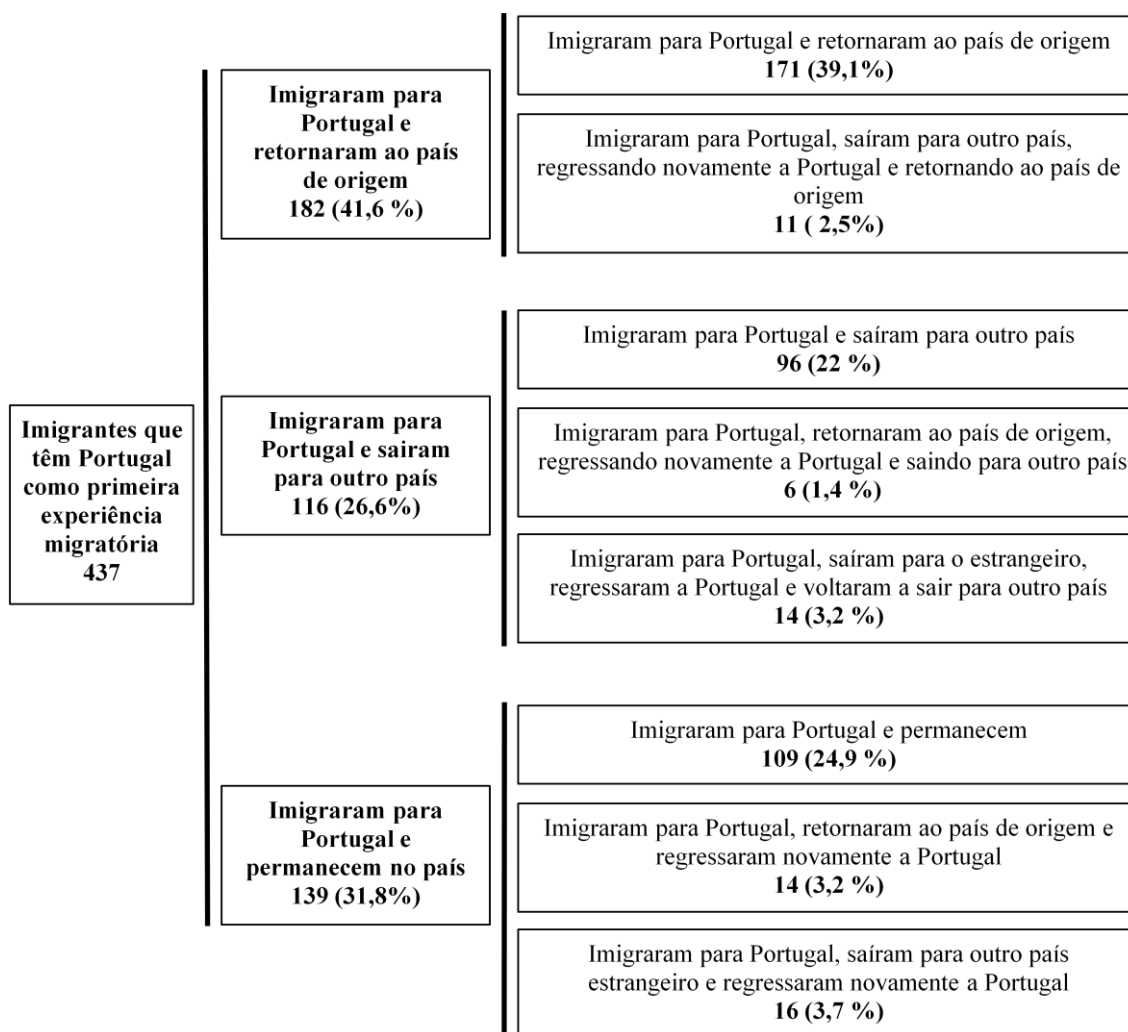 Imigrantes que
têm Portugal
como primeira
experiência
migratória
437
Imigraram para
Portugal e
retornaram ao país
de origem
182 (41,6 %)
Imigraram para Portugal e retornaram ao país de origem
171 (39,1%)
Imigraram para Portugal, saíram para outro país,
regressando novamente a Portugal e retornando ao país de
origem
11 ( 2,5%)
Imigraram para
Portugal e sairam
para outro país
116 (26,6%)
Imigraram para Portugal e saíram para outro país
96 (22 %)
Imigraram para Portugal, retornaram ao país de origem,
regressando novamente a Portugal e saindo para outro país
6 (1,4 %)
Imigraram para Portugal, saíram para o estrangeiro,
regressaram a Portugal e voltaram a sair para outro país
14 (3,2 %)
Imigraram para
Portugal e
permanecem no país
139 (31,8%)
Imigraram para Portugal e permanecem
109 (24,9 %)
Imigraram para Portugal, retornaram ao país de origem e
regressaram novamente a Portugal
14 (3,2 %)
Imigraram para Portugal, saíram para outro país
estrangeiro e regressaram novamente a Portugal
16 (3,7 %)